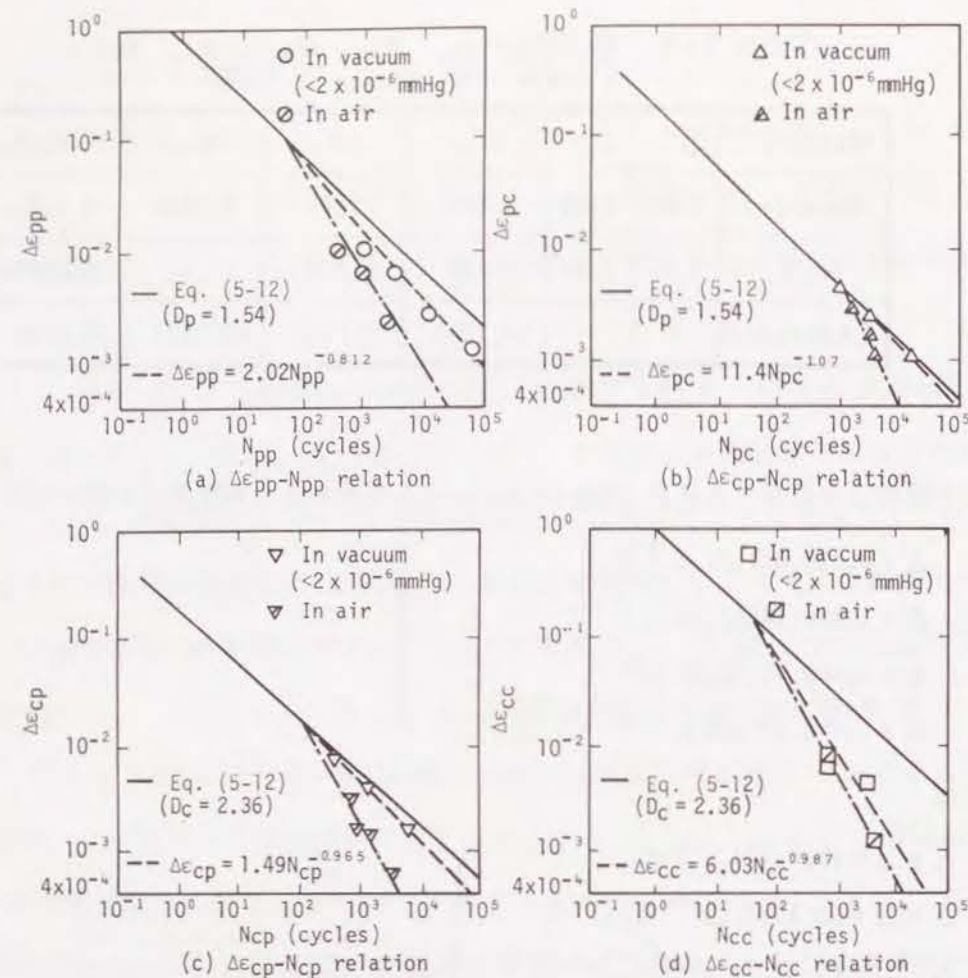 10⁰
10⁻¹
10⁻²
10⁻³
4x10⁻⁴
Δεpp
In vacuum
(<2 x 10⁻⁶mmHg)
In air
Eq. (5-12)
(Dp = 1.54)
Δεpp = 2.02Npp⁻⁰·⁸¹²
10⁻¹ 10⁰ 10¹ 10² 10³ 10⁴ 10⁵
Npp (cycles)
(a) Δεpp-Npp relation
10⁰
10⁻¹
10⁻²
10⁻³
4x10⁻⁴
Δεpc
In vaccum
(<2 x 10⁻⁶mmHg)
In air
Eq. (5-12)
(Dp = 1.54)
Δεpc = 11.4Npc⁻¹·⁰⁷
10⁻¹ 10⁰ 10¹ 10² 10³ 10⁴ 10⁵
Npc (cycles)
(b) Δεcp-Ncp relation
10⁰
10⁻¹
10⁻²
10⁻³
4x10⁻⁴
Δεcp
In vacuum
(<2 x 10⁻⁶mmHg)
In air
Eq. (5-12)
(Dc = 2.36)
Δεcp = 1.49Ncp⁻⁰·⁹⁶⁵
10⁻¹ 10⁰ 10¹ 10² 10³ 10⁴ 10⁵
Ncp (cycles)
(c) Δεcp-Ncp relation
10⁰
10⁻¹
10⁻²
10⁻³
4x10⁻⁴
Δεcc
In vaccum
(<2 x 10⁻⁶mmHg)
In air
Eq. (5-12)
(Dc = 2.36)
Δεcc = 6.03Ncc⁻⁰·⁹⁸⁷
10⁻¹ 10⁰ 10¹ 10² 10³ 10⁴ 10⁵
Ncc (cycles)
(d) Δεcc-Ncc relation